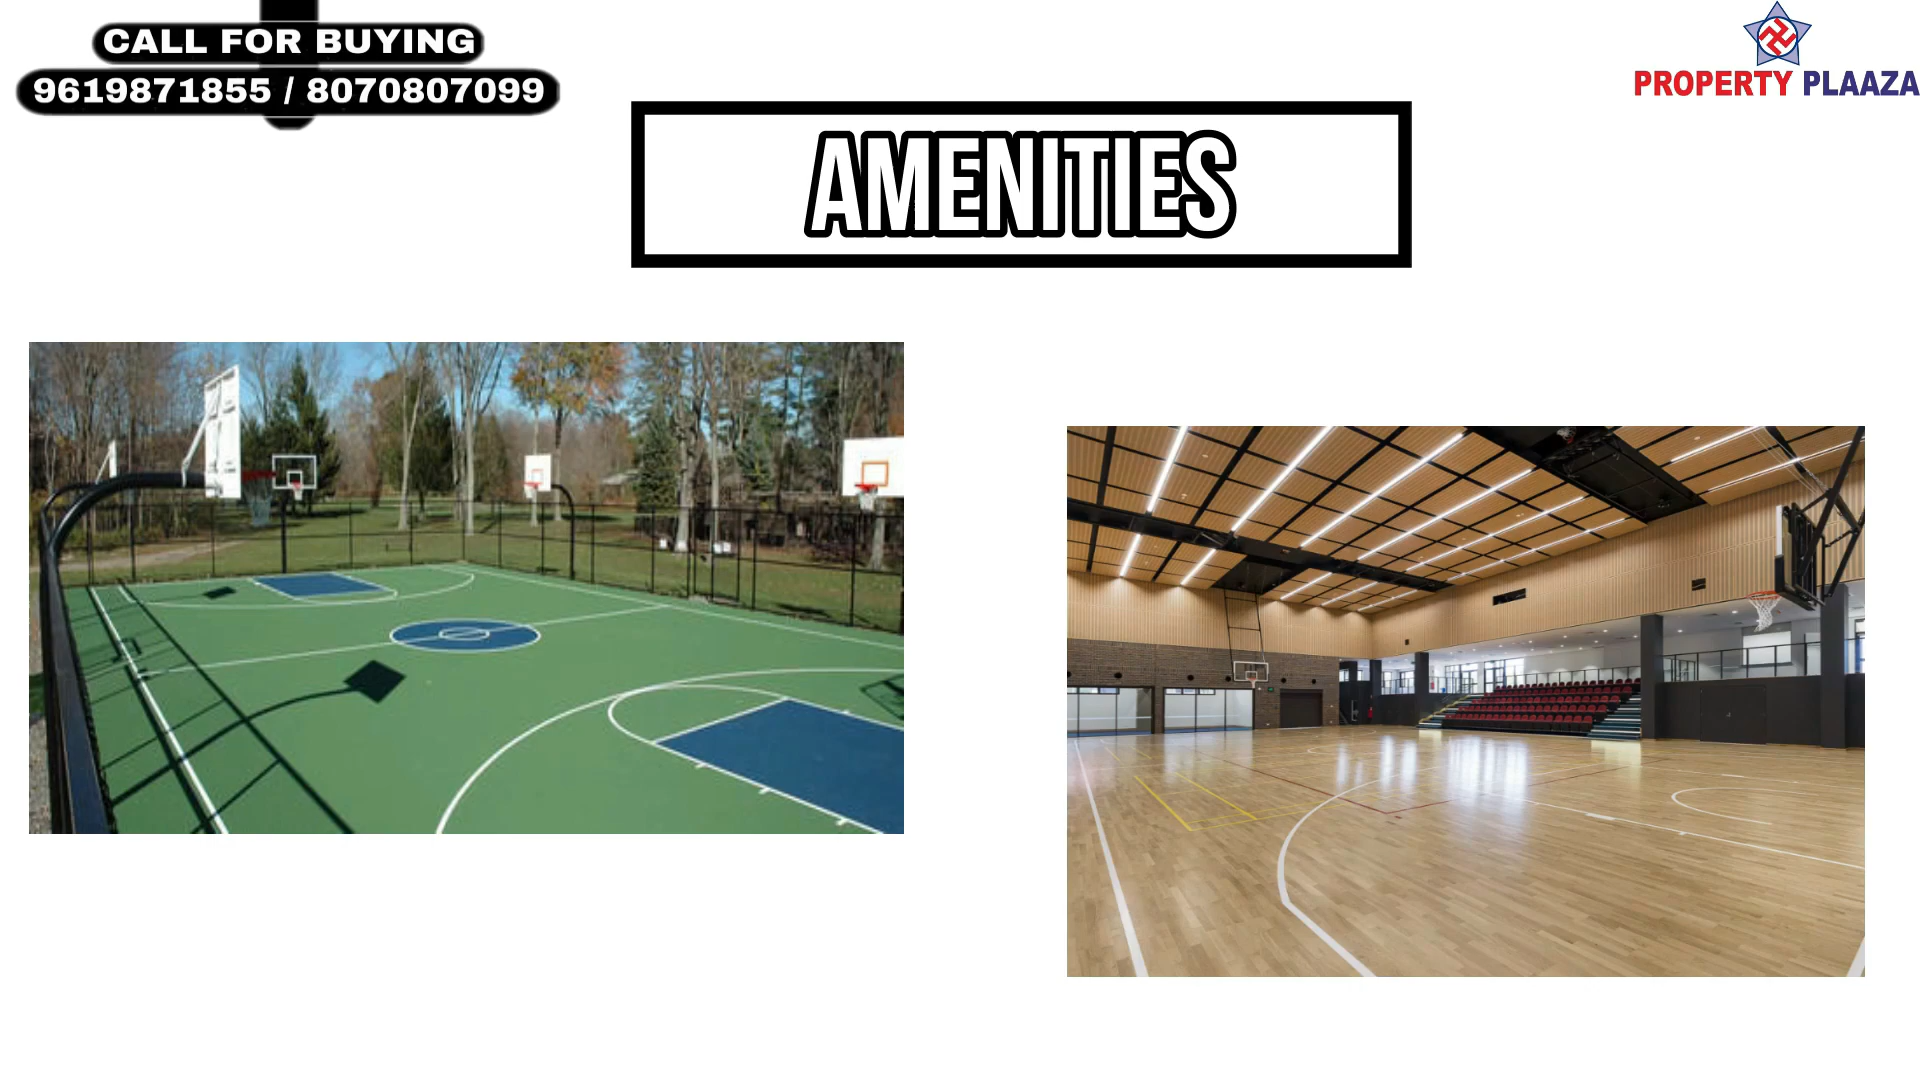 CALL FOR BUYING
9619871855 / 8070807099
PROPERTY PLAAZA
AMENITIES